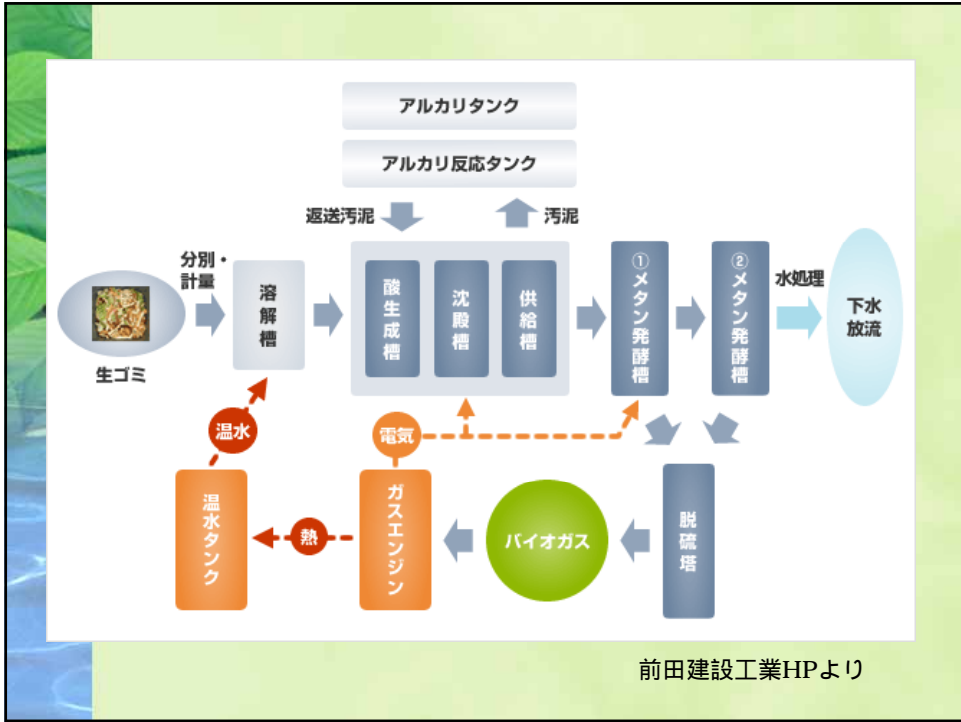 アルカリタンク
アルカリ反応タンク
返送汚泥
汚泥
分別・
計量
生ゴミ
溶解槽
酸生成槽
沈殿槽
供給槽
①メタン発酵槽
②メタン発酵槽
水処理
下水
放流
温水
電気
温水タンク
熱
ガスエンジン
バイオガス
脱硫塔
前田建設工業HPより